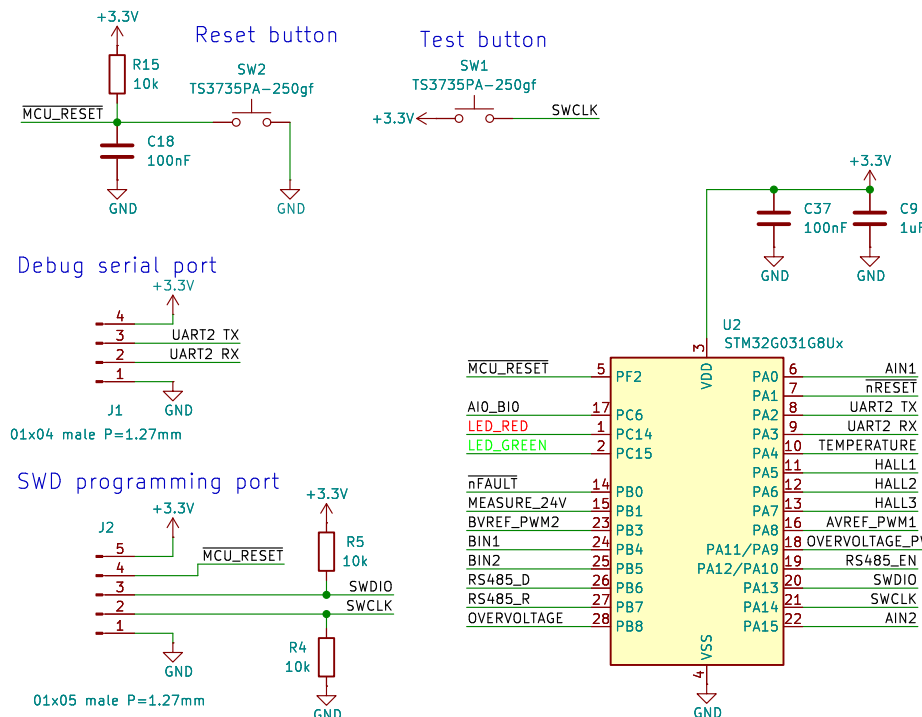 +3.3V
Reset button
R15
10k
MCU_RESET
SW2
TS3735PA-250gf
C18
100nF
GND
GND
Test button
SW1
TS3735PA-250gf
+3.3V
SWCLK
+3.3V
C37
100nF
C9
1uF
GND
GND
Debug serial port
+3.3V
4
3
UART2 TX
2
UART2 RX
1
GND
J1
01x04 male P=1.27mm
SWD programming port
J2
+3.3V
5
4
MCU_RESET
3
SWDIO
2
SWCLK
1
GND
01x05 male P=1.27mm
+3.3V
R5
10k
R4
10k
GND
U2
STM32G031G8Ux
3
VDD
MCU_RESET 5 PF2
AIO_BIO 17 PC6
LED_RED 1 PC14
LED_GREEN 2 PC15
nFAULT 14 PB0
MEASURE_24V 15 PB1
BVREF_PWM2 23 PB3
BIN1 24 PB4
BIN2 25 PB5
RS485_D 26 PB6
RS485_R 27 PB7
OVERVOLTAGE 28 PB8
PA0 6 AIN1
PA1 7 nRESET
PA2 8 UART2 TX
PA3 9 UART2 RX
PA4 10 TEMPERATURE
PA5 11 HALL1
PA6 12 HALL2
PA7 13 HALL3
PA8 16 AVREF_PWM1
PA11/PA9 18
PA12/PA10 19 RS485_EN
PA13 20 SWDIO
PA14 21 SWCLK
PA15 22 AIN2
VSS
4
GND